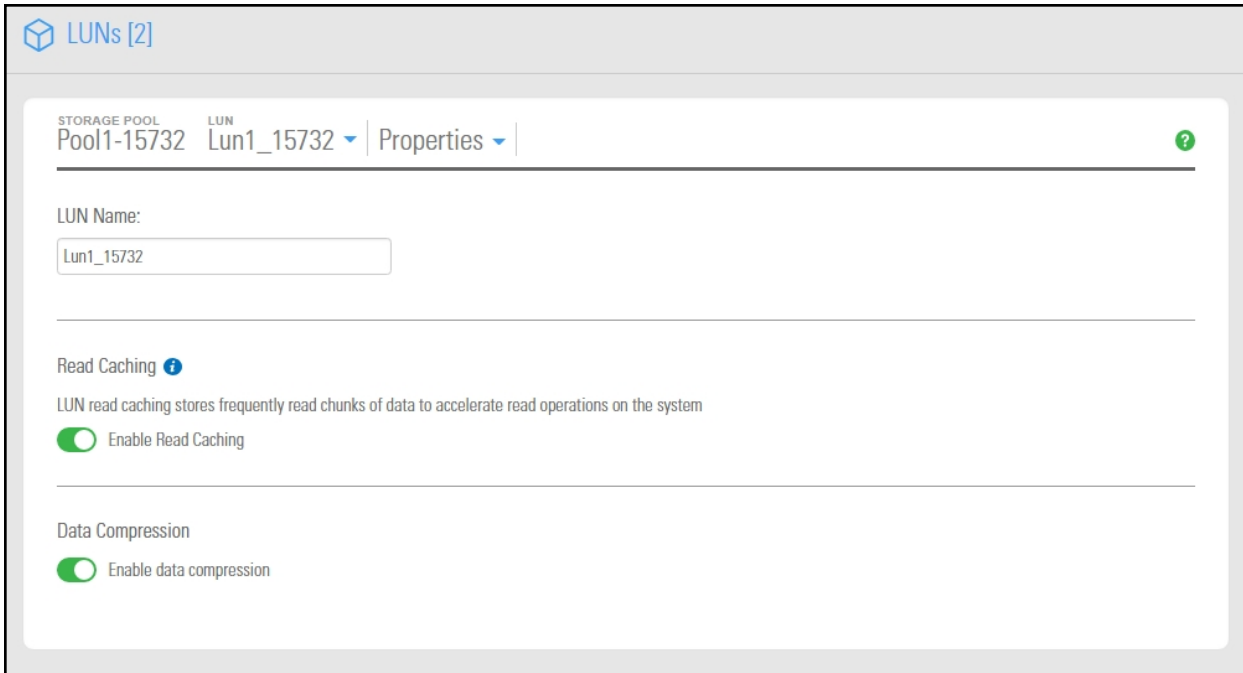 LUNs [2]
STORAGE POOL LUN
Pool1-15732 Lun1_15732 Properties
?
LUN Name:
Lun1_15732
Read Caching i
LUN read caching stores frequently read chunks of data to accelerate read operations on the system
Enable Read Caching
Data Compression
Enable data compression